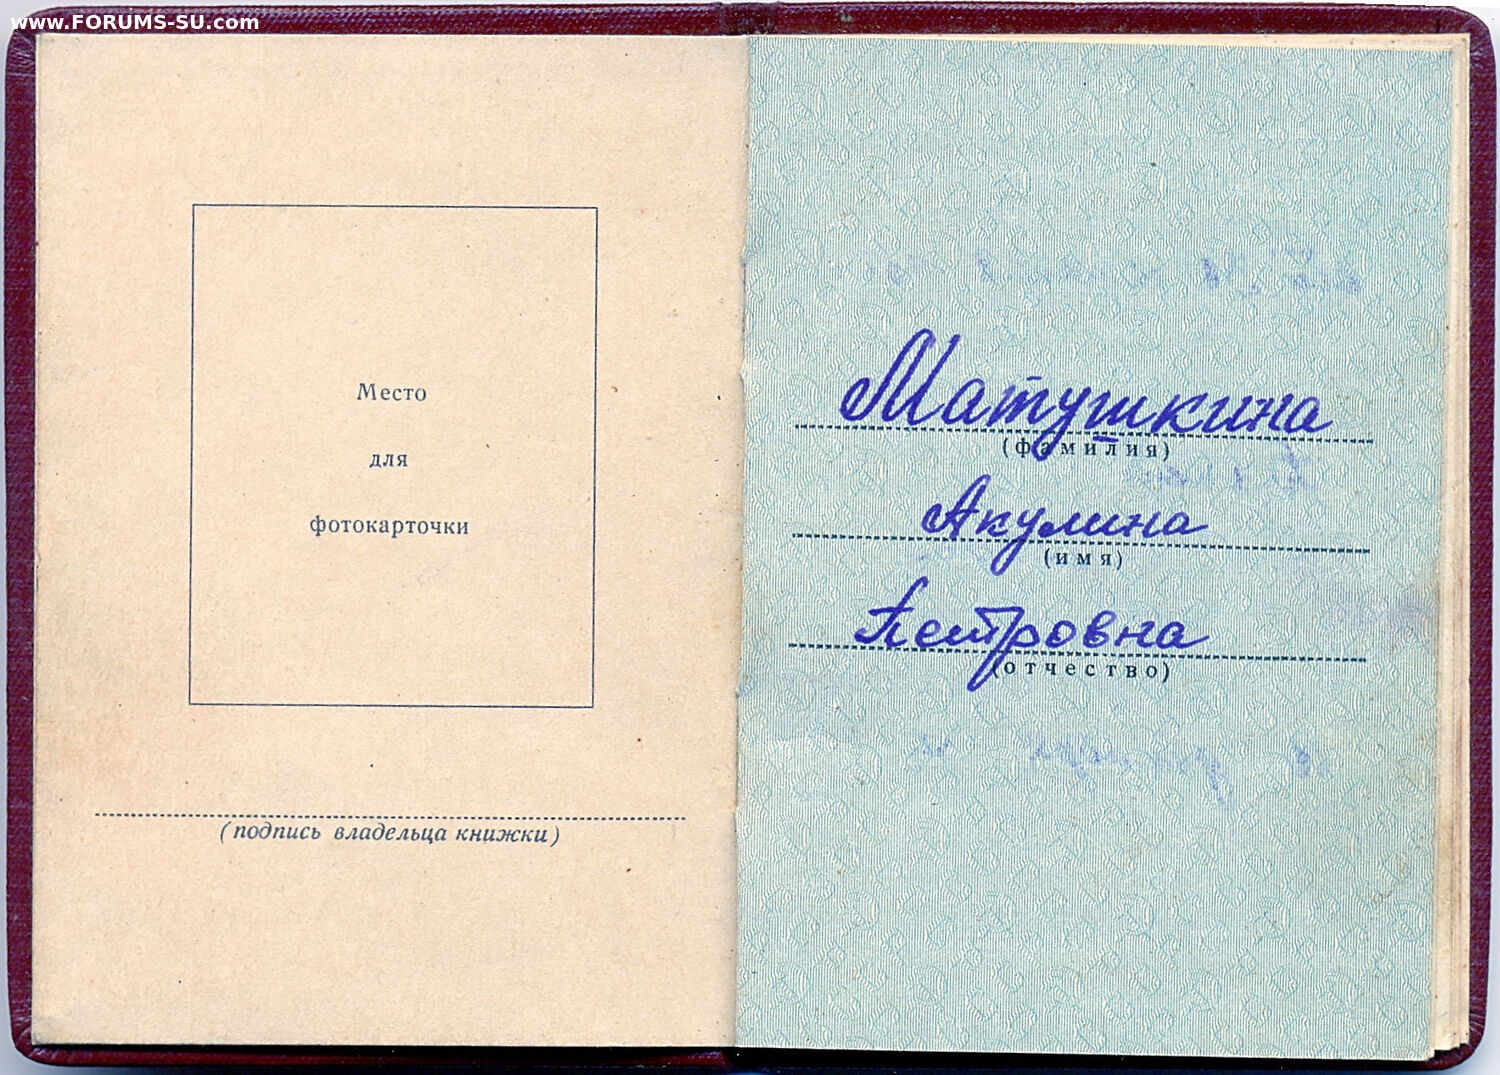 www.FORUMS-SU.com
Место
для
фотокарточки
(подпись владельца книжки)
Матушкина
(фамилия)
Акулина
(имя)
Петровна
(отчество)